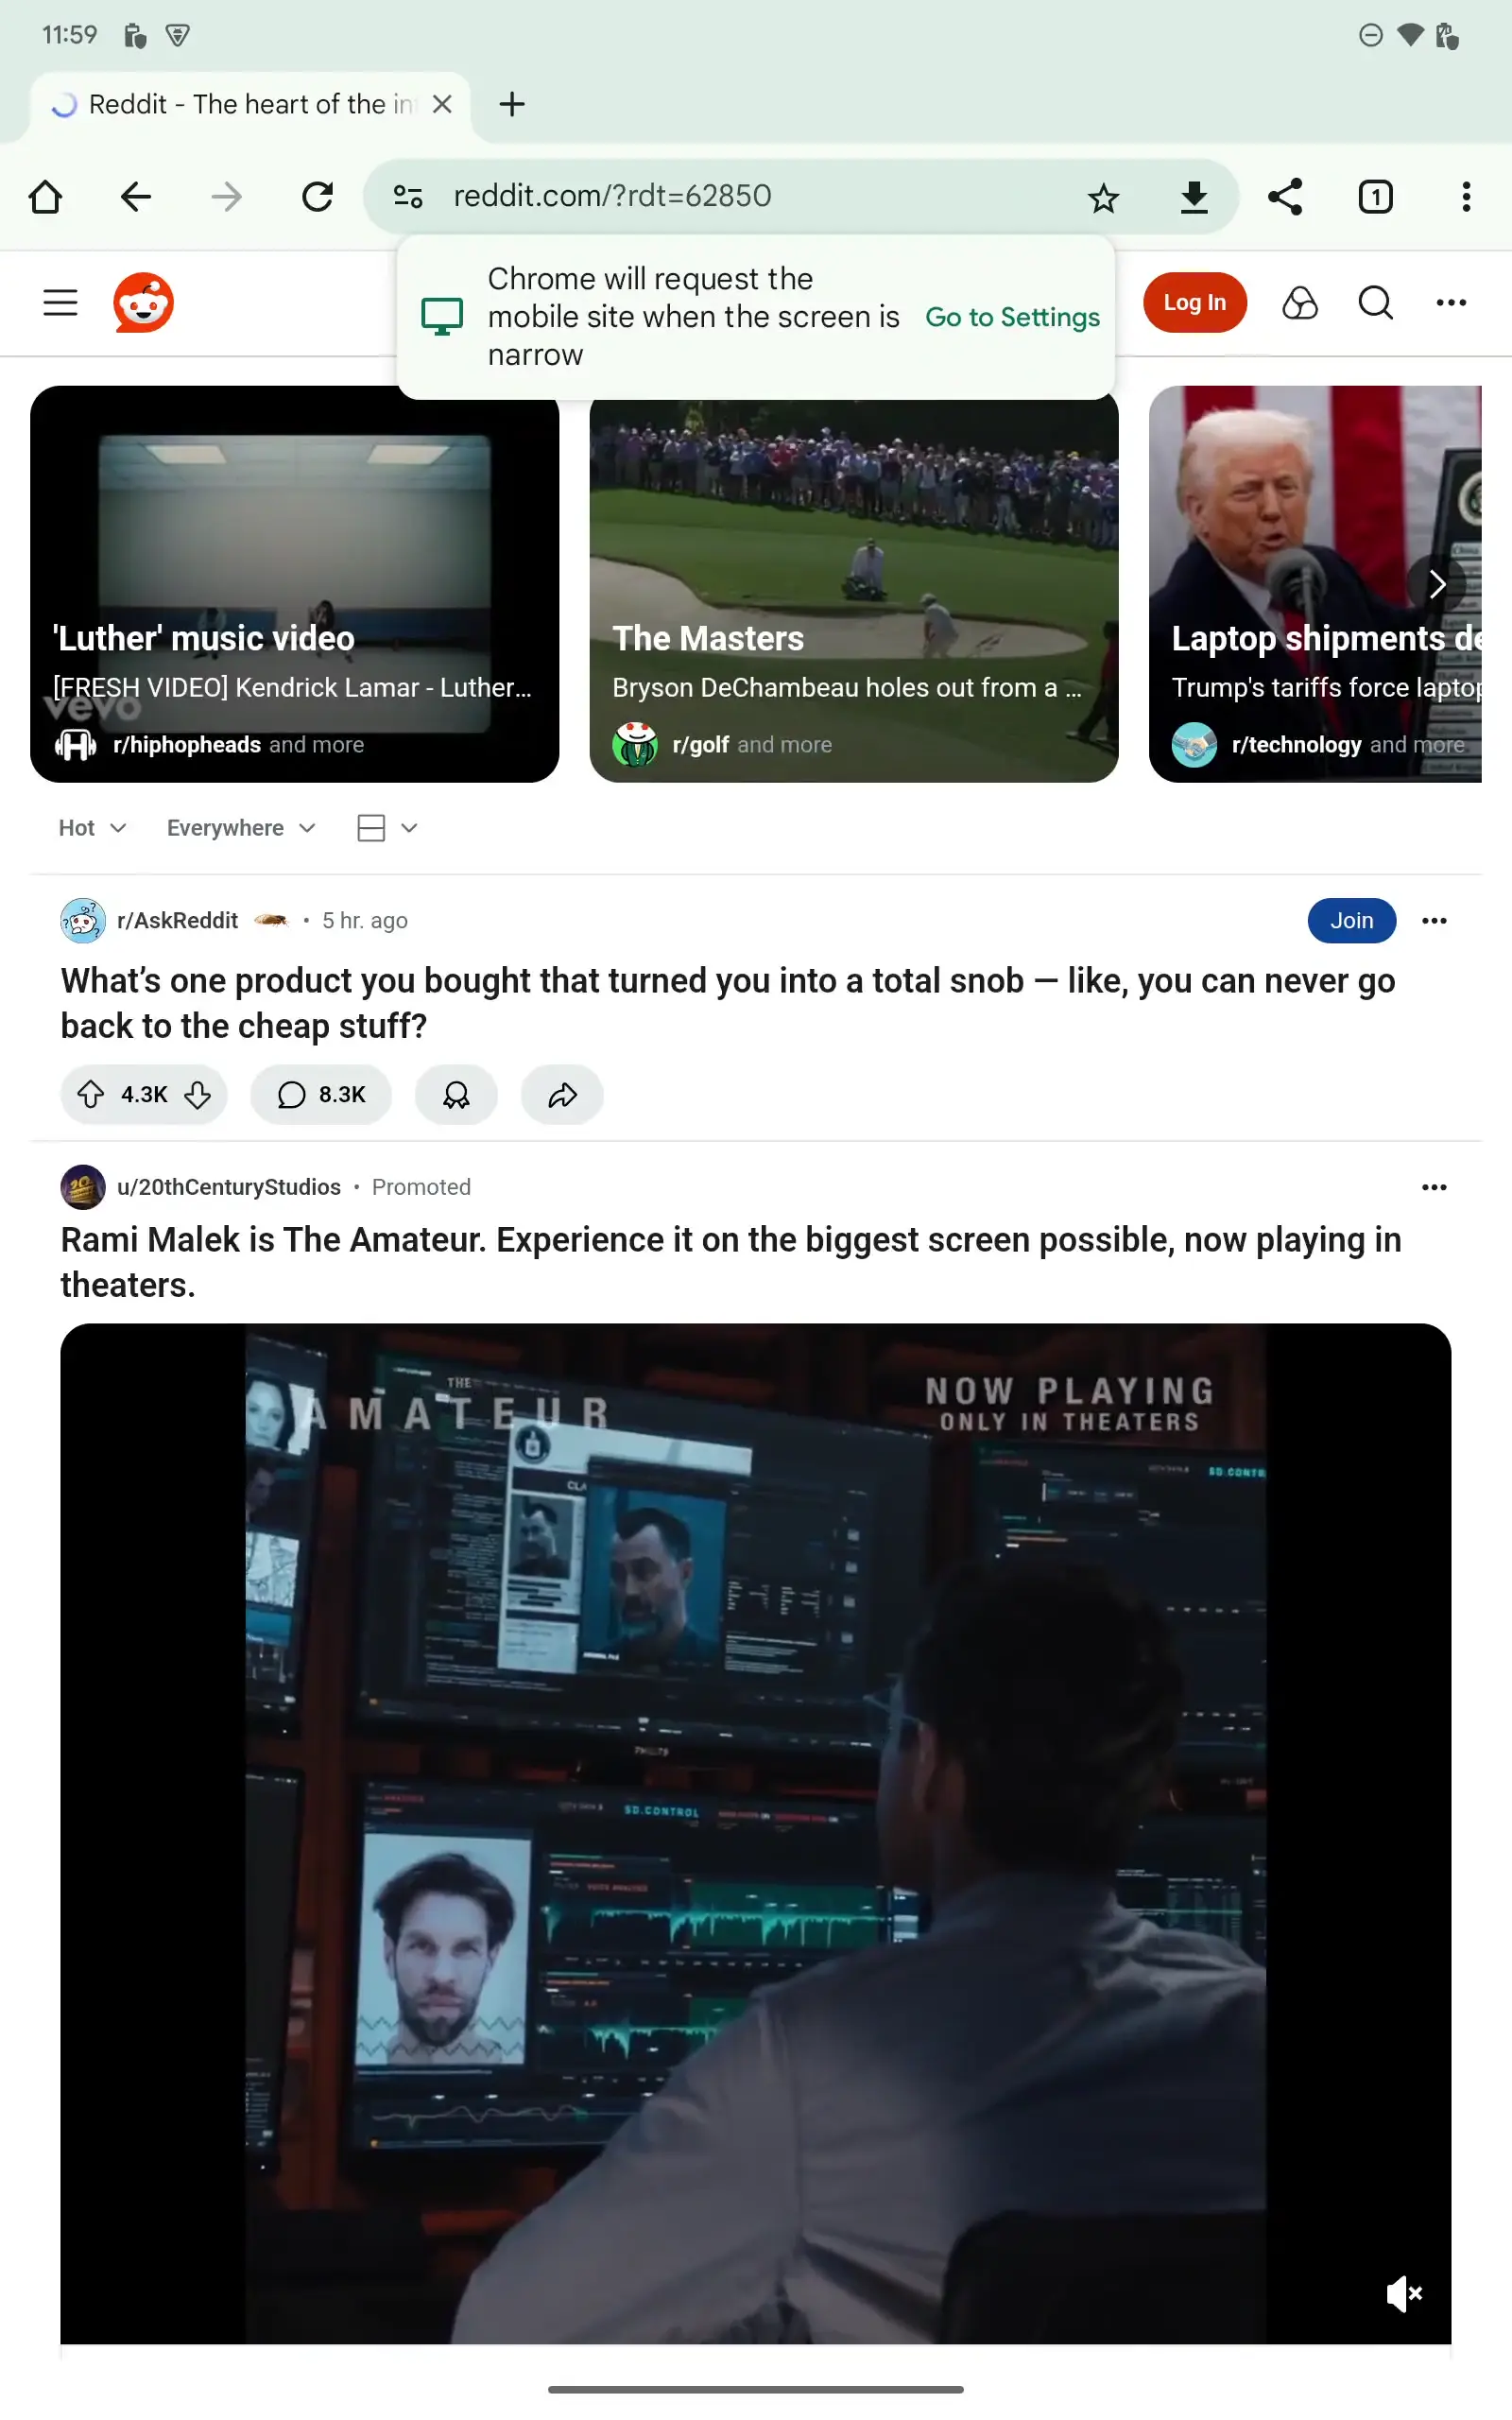 11:59
Reddit - The heart of the in
reddit.com/?rdt=62850
1
Chrome will request the
mobile site when the screen is
narrow
Go to Settings
Log In
'Luther' music video
[FRESH VIDEO] Kendrick Lamar - Luther...
vevo
r/hiphopheads and more
The Masters
Bryson DeChambeau holes out from a ...
r/golf and more
Laptop shipments de
Trump's tariffs force laptop
r/technology and more
Hot
Everywhere
r/AskReddit • 5 hr. ago
Join
What’s one product you bought that turned you into a total snob — like, you can never go
back to the cheap stuff?
4.3K
8.3K
u/20thCenturyStudios • Promoted
Rami Malek is The Amateur. Experience it on the biggest screen possible, now playing in
theaters.
THE
AMATEUR
NOW PLAYING
ONLY IN THEATERS
SD.CONTR
SD.CONTROL